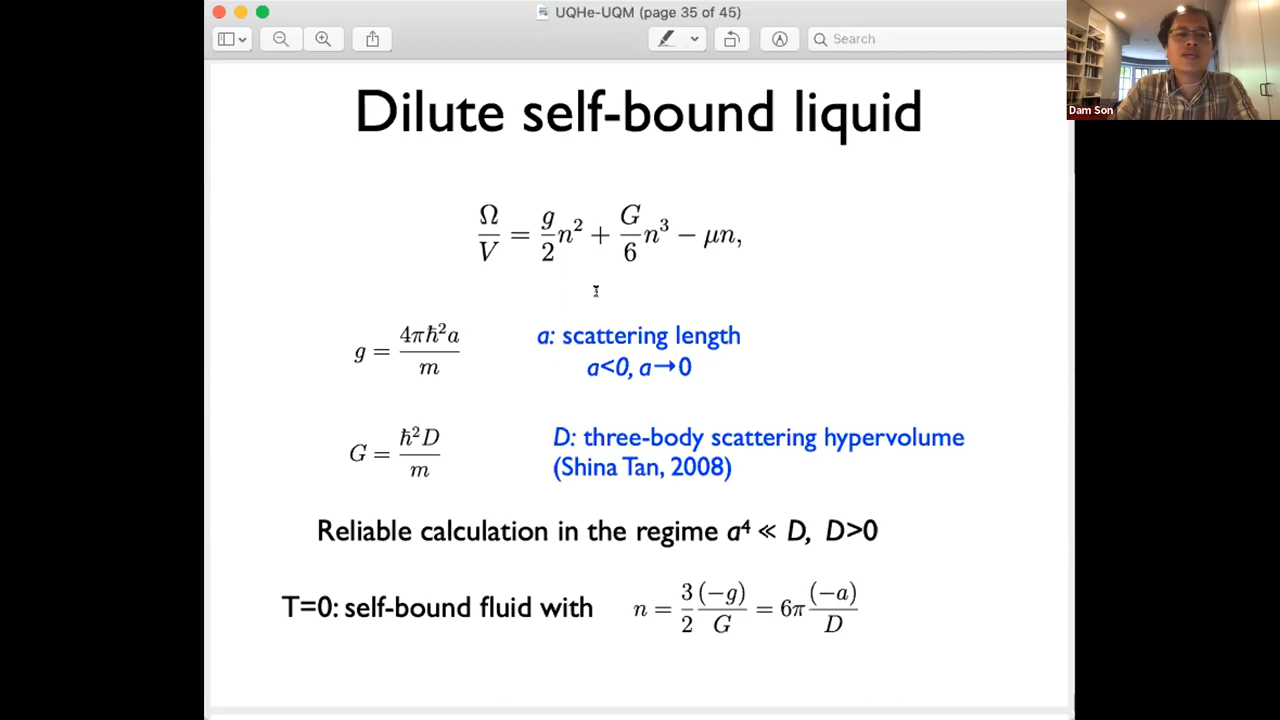 UQHe-UQM (page 35 of 45)
Search
Dam Son
Dilute self-bound liquid
Ω/V = g/2 n² + G/6 n³ − μn,
g = 4πℏ²a/m
a: scattering length
a<0, a→0
G = ℏ²D/m
D: three-body scattering hypervolume
(Shina Tan, 2008)
Reliable calculation in the regime a⁴ ≪ D, D>0
T=0: self-bound fluid with n = 3/2 (−g)/G = 6π (−a)/D